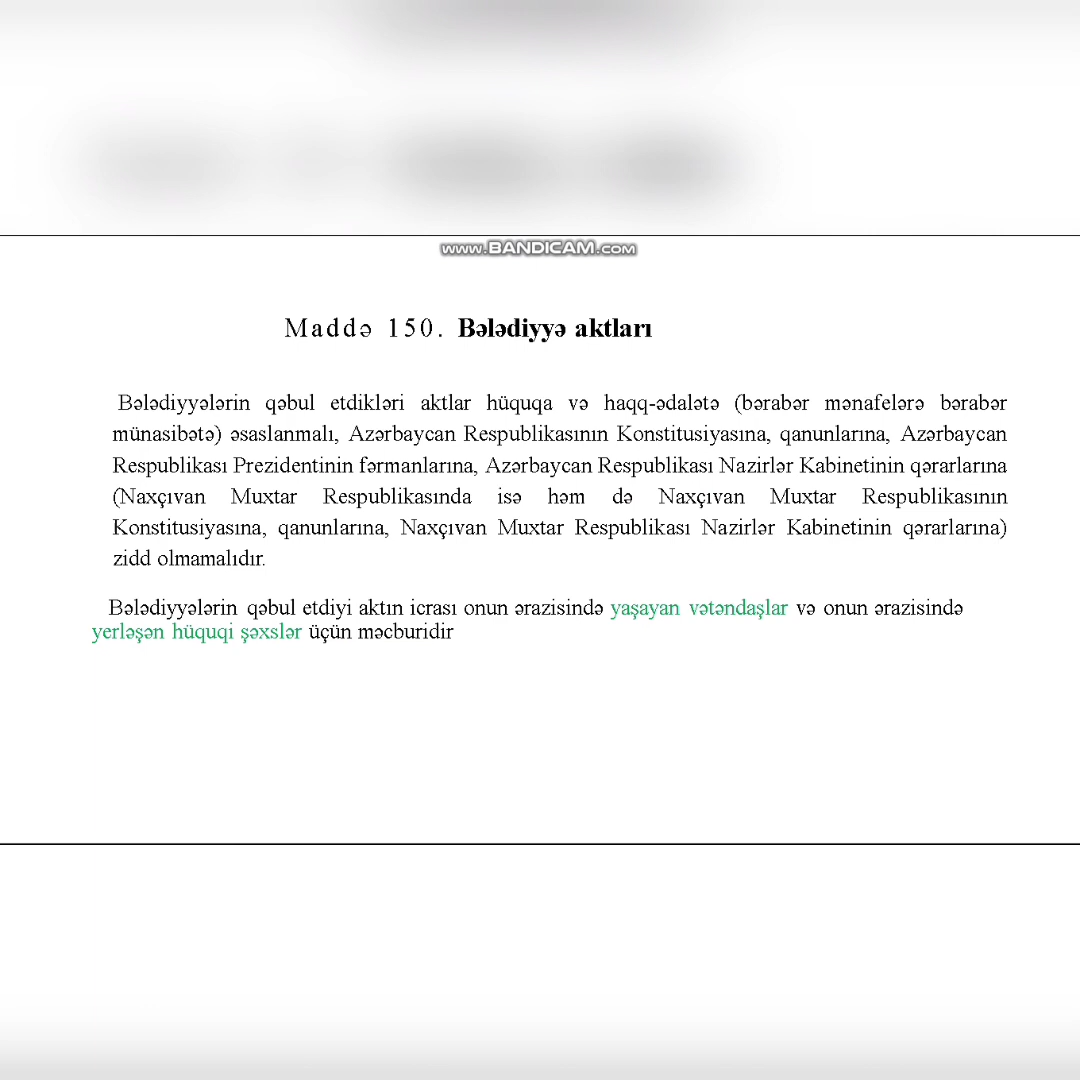 www.BANDICAM.com
Maddə 150. Bələdiyyə aktları
Bələdiyyələrin qəbul etdikləri aktlar hüquqa və haqq-ədalətə (bərabər mənafelərə bərabər
münasibətə) əsaslanmalı, Azərbaycan Respublikasının Konstitusiyasına, qanunlarına, Azərbaycan
Respublikası Prezidentinin fərmanlarına, Azərbaycan Respublikası Nazirlər Kabinetinin qərarlarına
(Naxçıvan Muxtar Respublikasında isə həm də Naxçıvan Muxtar Respublikasının
Konstitusiyasına, qanunlarına, Naxçıvan Muxtar Respublikası Nazirlər Kabinetinin qərarlarına)
zidd olmamalıdır.
Bələdiyyələrin qəbul etdiyi aktın icrası onun ərazisində yaşayan vətəndaşlar və onun ərazisində
yerləşən hüquqi şəxslər üçün məcburidir